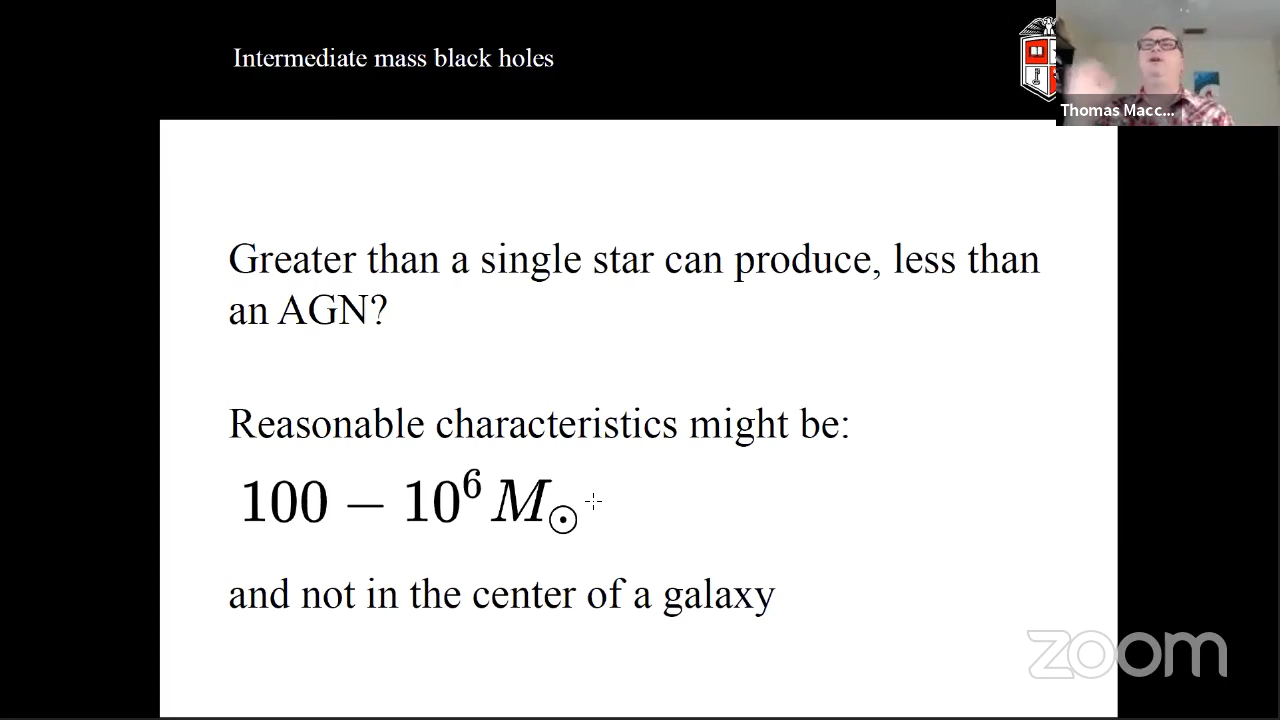 Intermediate mass black holes
Thomas Macc...
Greater than a single star can produce, less than
an AGN?
Reasonable characteristics might be:
100 − 10⁶ M☉
and not in the center of a galaxy
zoom